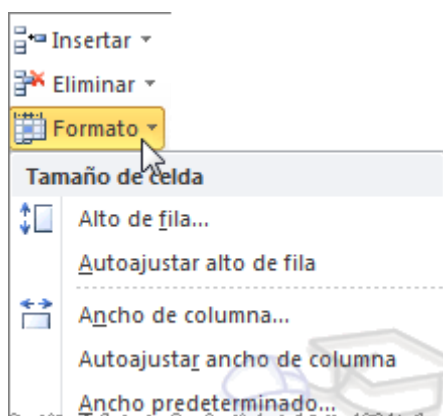 Insertar
Eliminar
Formato
Tamaño de celda
Alto de fila...
Autoajustar alto de fila
Ancho de columna...
Autoajustar ancho de columna
Ancho predeterminado...